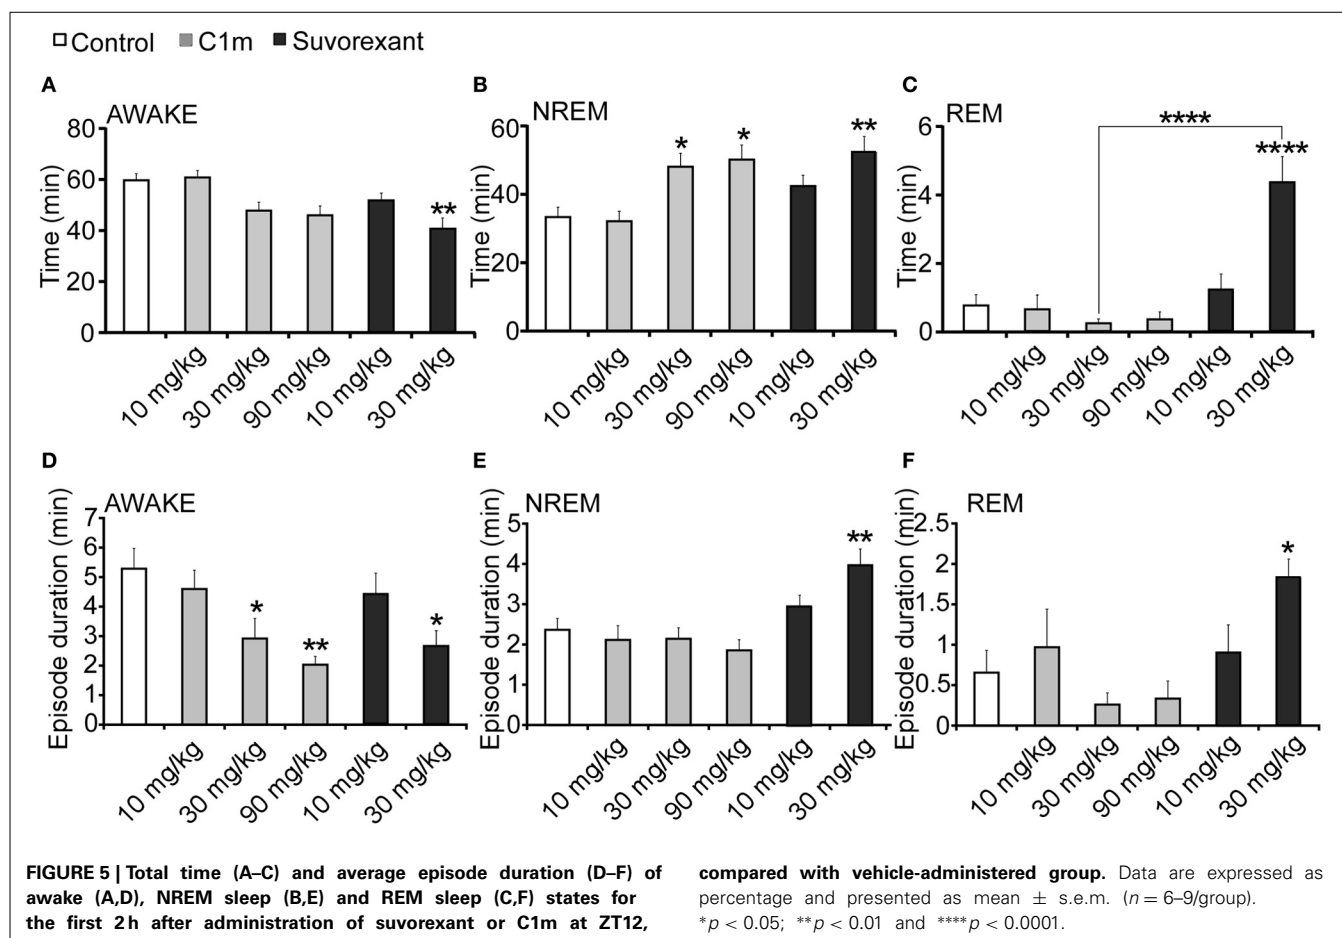 Control C1m Suvorexant
A
AWAKE
Time (min)
80
60
40
20
0
**
10 mg/kg
30 mg/kg
90 mg/kg
10 mg/kg
30 mg/kg
B
NREM
Time (min)
60
40
20
0
*
*
**
10 mg/kg
30 mg/kg
90 mg/kg
10 mg/kg
30 mg/kg
C
REM
Time (min)
6
4
2
0
****
****
10 mg/kg
30 mg/kg
90 mg/kg
10 mg/kg
30 mg/kg
D
AWAKE
Episode duration (min)
7
6
5
4
3
2
1
0
*
**
*
10 mg/kg
30 mg/kg
90 mg/kg
10 mg/kg
30 mg/kg
E
NREM
Episode duration (min)
5
4
3
2
1
0
**
10 mg/kg
30 mg/kg
90 mg/kg
10 mg/kg
30 mg/kg
F
REM
Episode duration (min)
2.5
2
1.5
1
0.5
0
*
10 mg/kg
30 mg/kg
90 mg/kg
10 mg/kg
30 mg/kg
FIGURE 5 | Total time (A–C) and average episode duration (D–F) of
awake (A,D), NREM sleep (B,E) and REM sleep (C,F) states for
the first 2 h after administration of suvorexant or C1m at ZT12,
compared with vehicle-administered group. Data are expressed as
percentage and presented as mean ± s.e.m. (n = 6–9/group).
*p < 0.05; **p < 0.01 and ****p < 0.0001.